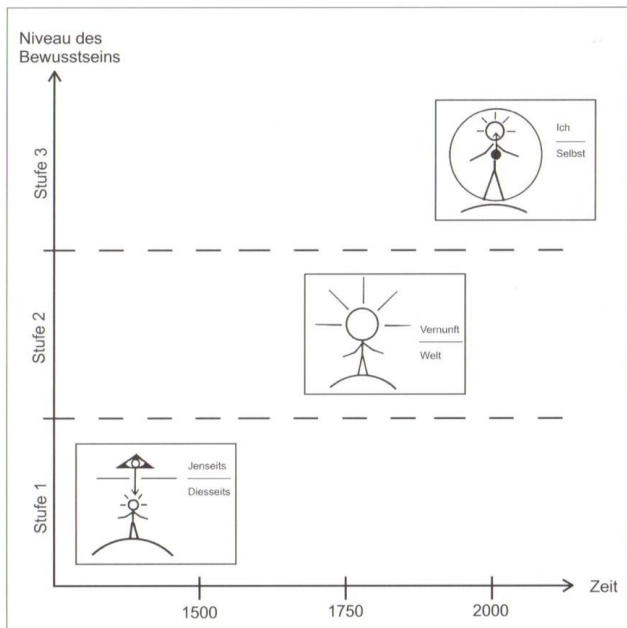 Niveau des
Bewusstseins
Stufe 3
Ich
Selbst
Stufe 2
Vernunft
Welt
Stufe 1
Jenseits
Diesseits
Zeit
1500
1750
2000